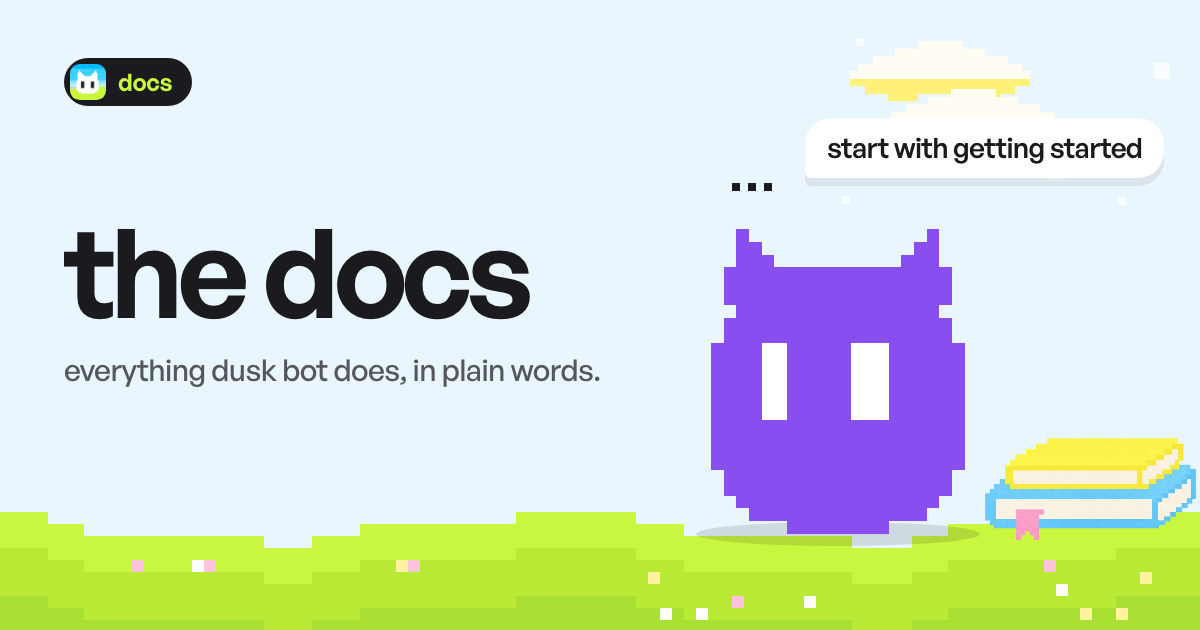 docs
start with getting started
...
the docs
everything dusk bot does, in plain words.